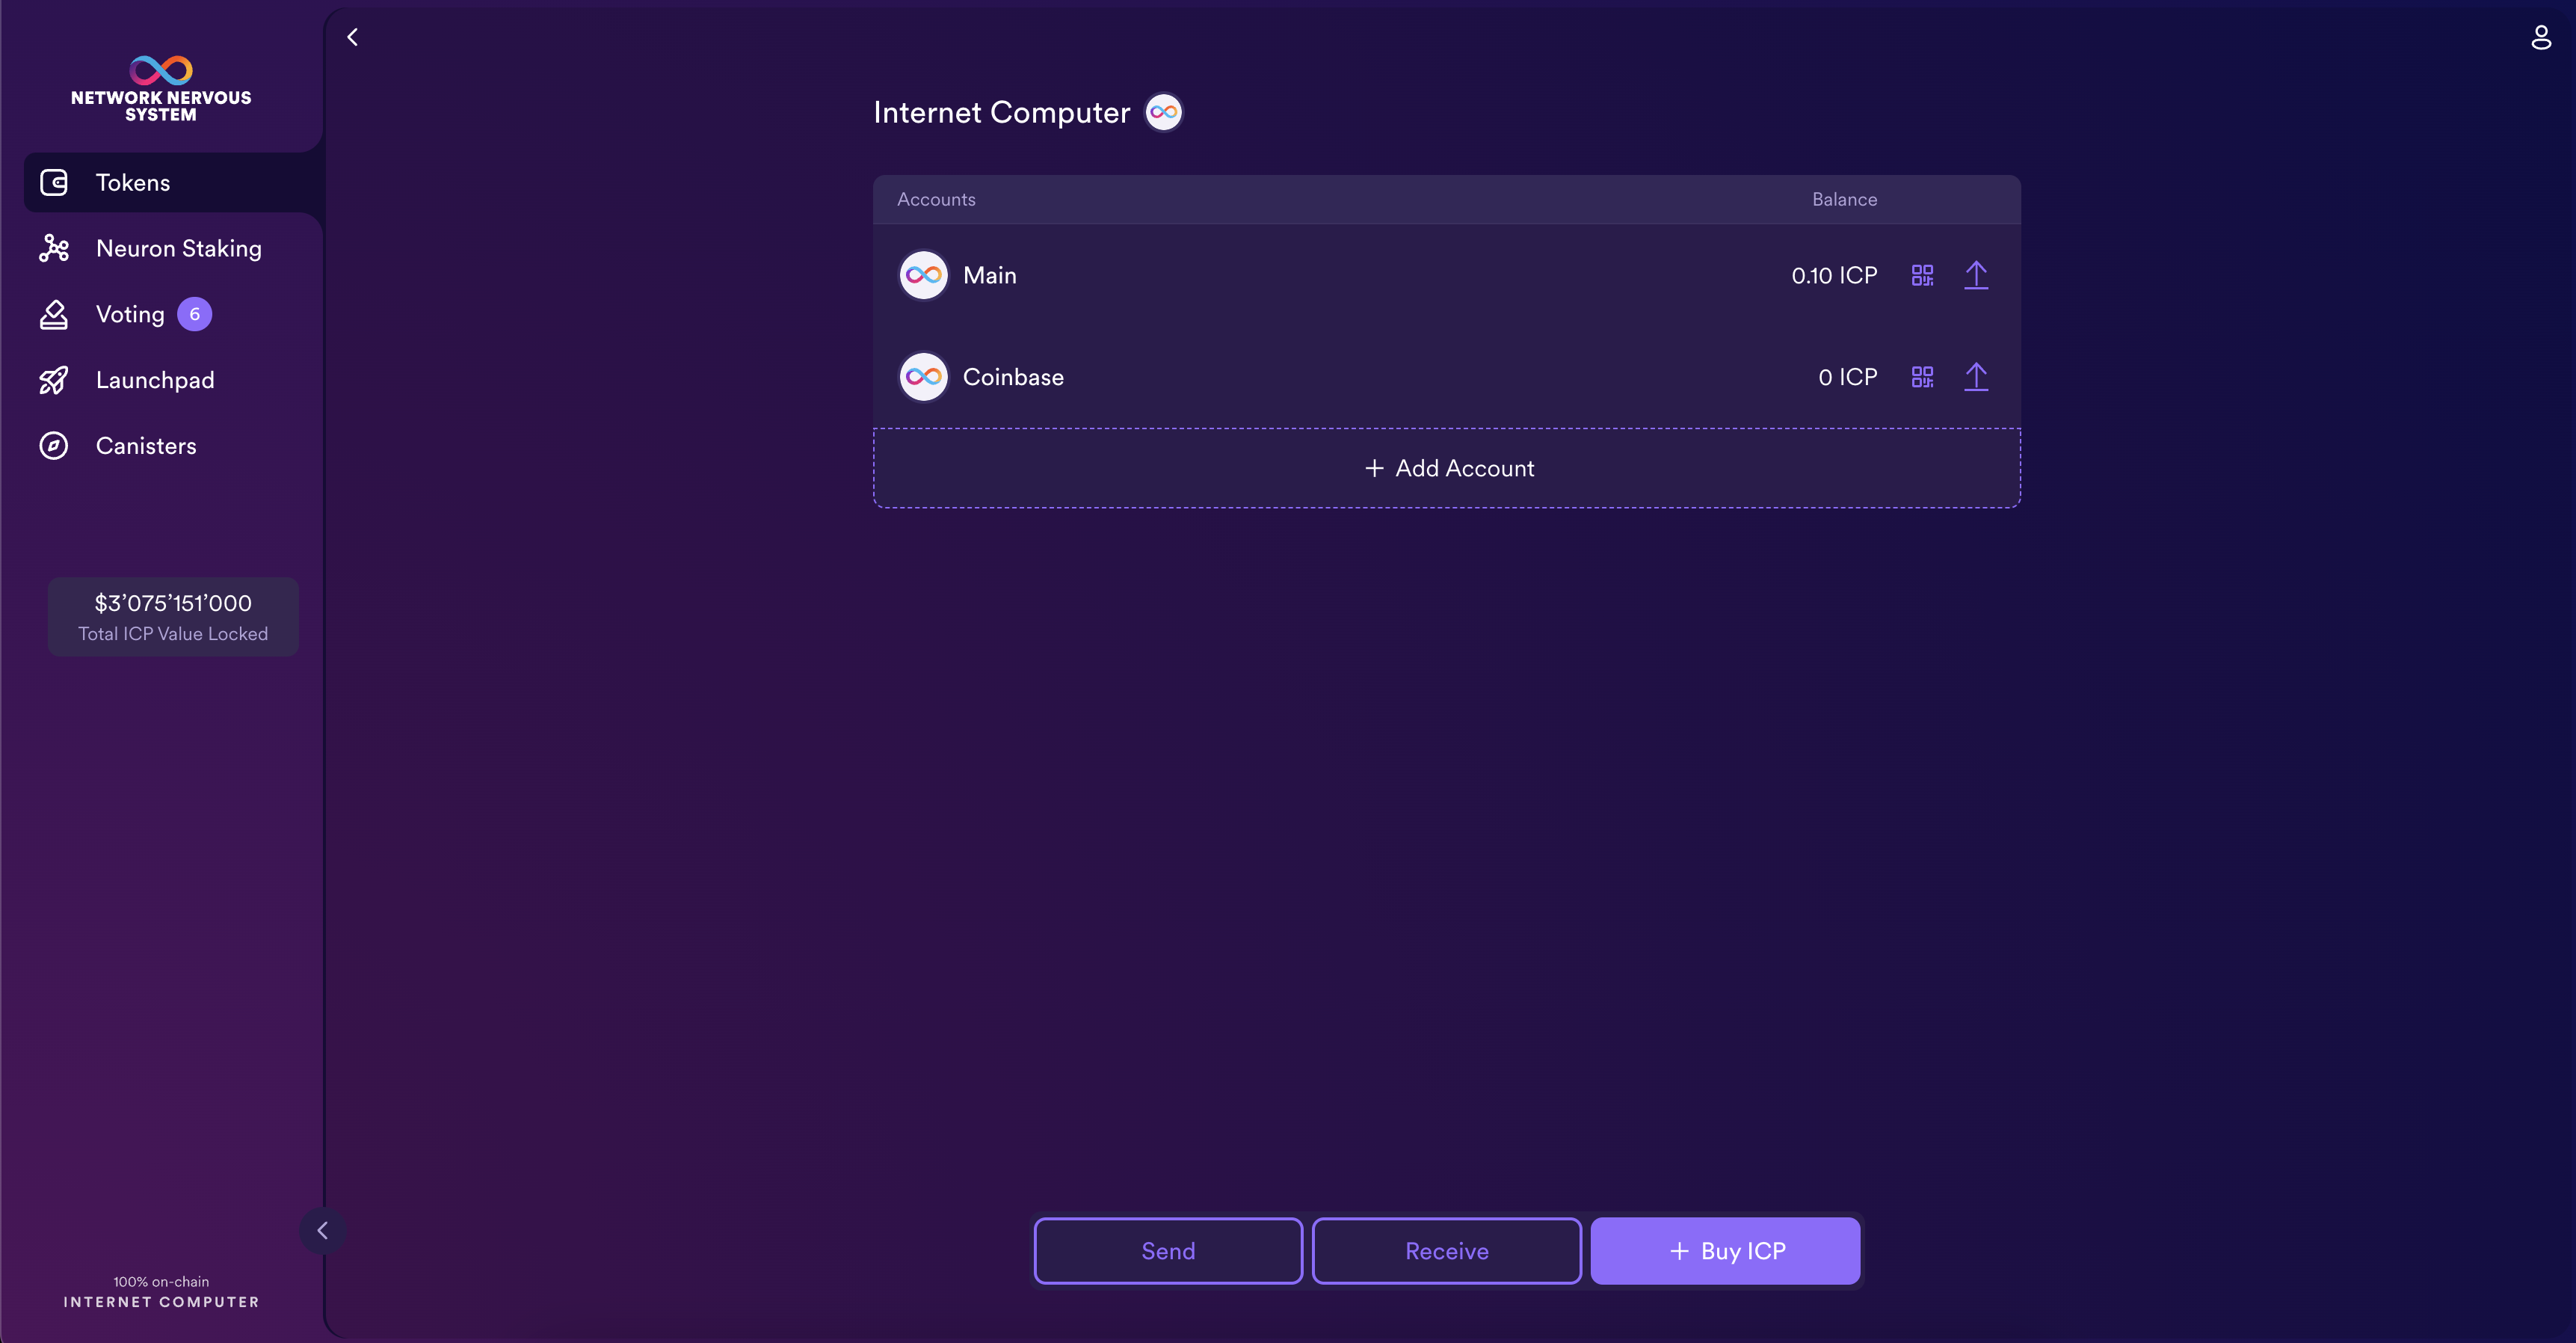 NETWORK NERVOUS
SYSTEM
Tokens
Neuron Staking
Voting 6
Launchpad
Canisters
$3’075’151’000
Total ICP Value Locked
100% on-chain
INTERNET COMPUTER
Internet Computer
Accounts Balance
Main 0.10 ICP
Coinbase 0 ICP
+ Add Account
Send Receive + Buy ICP